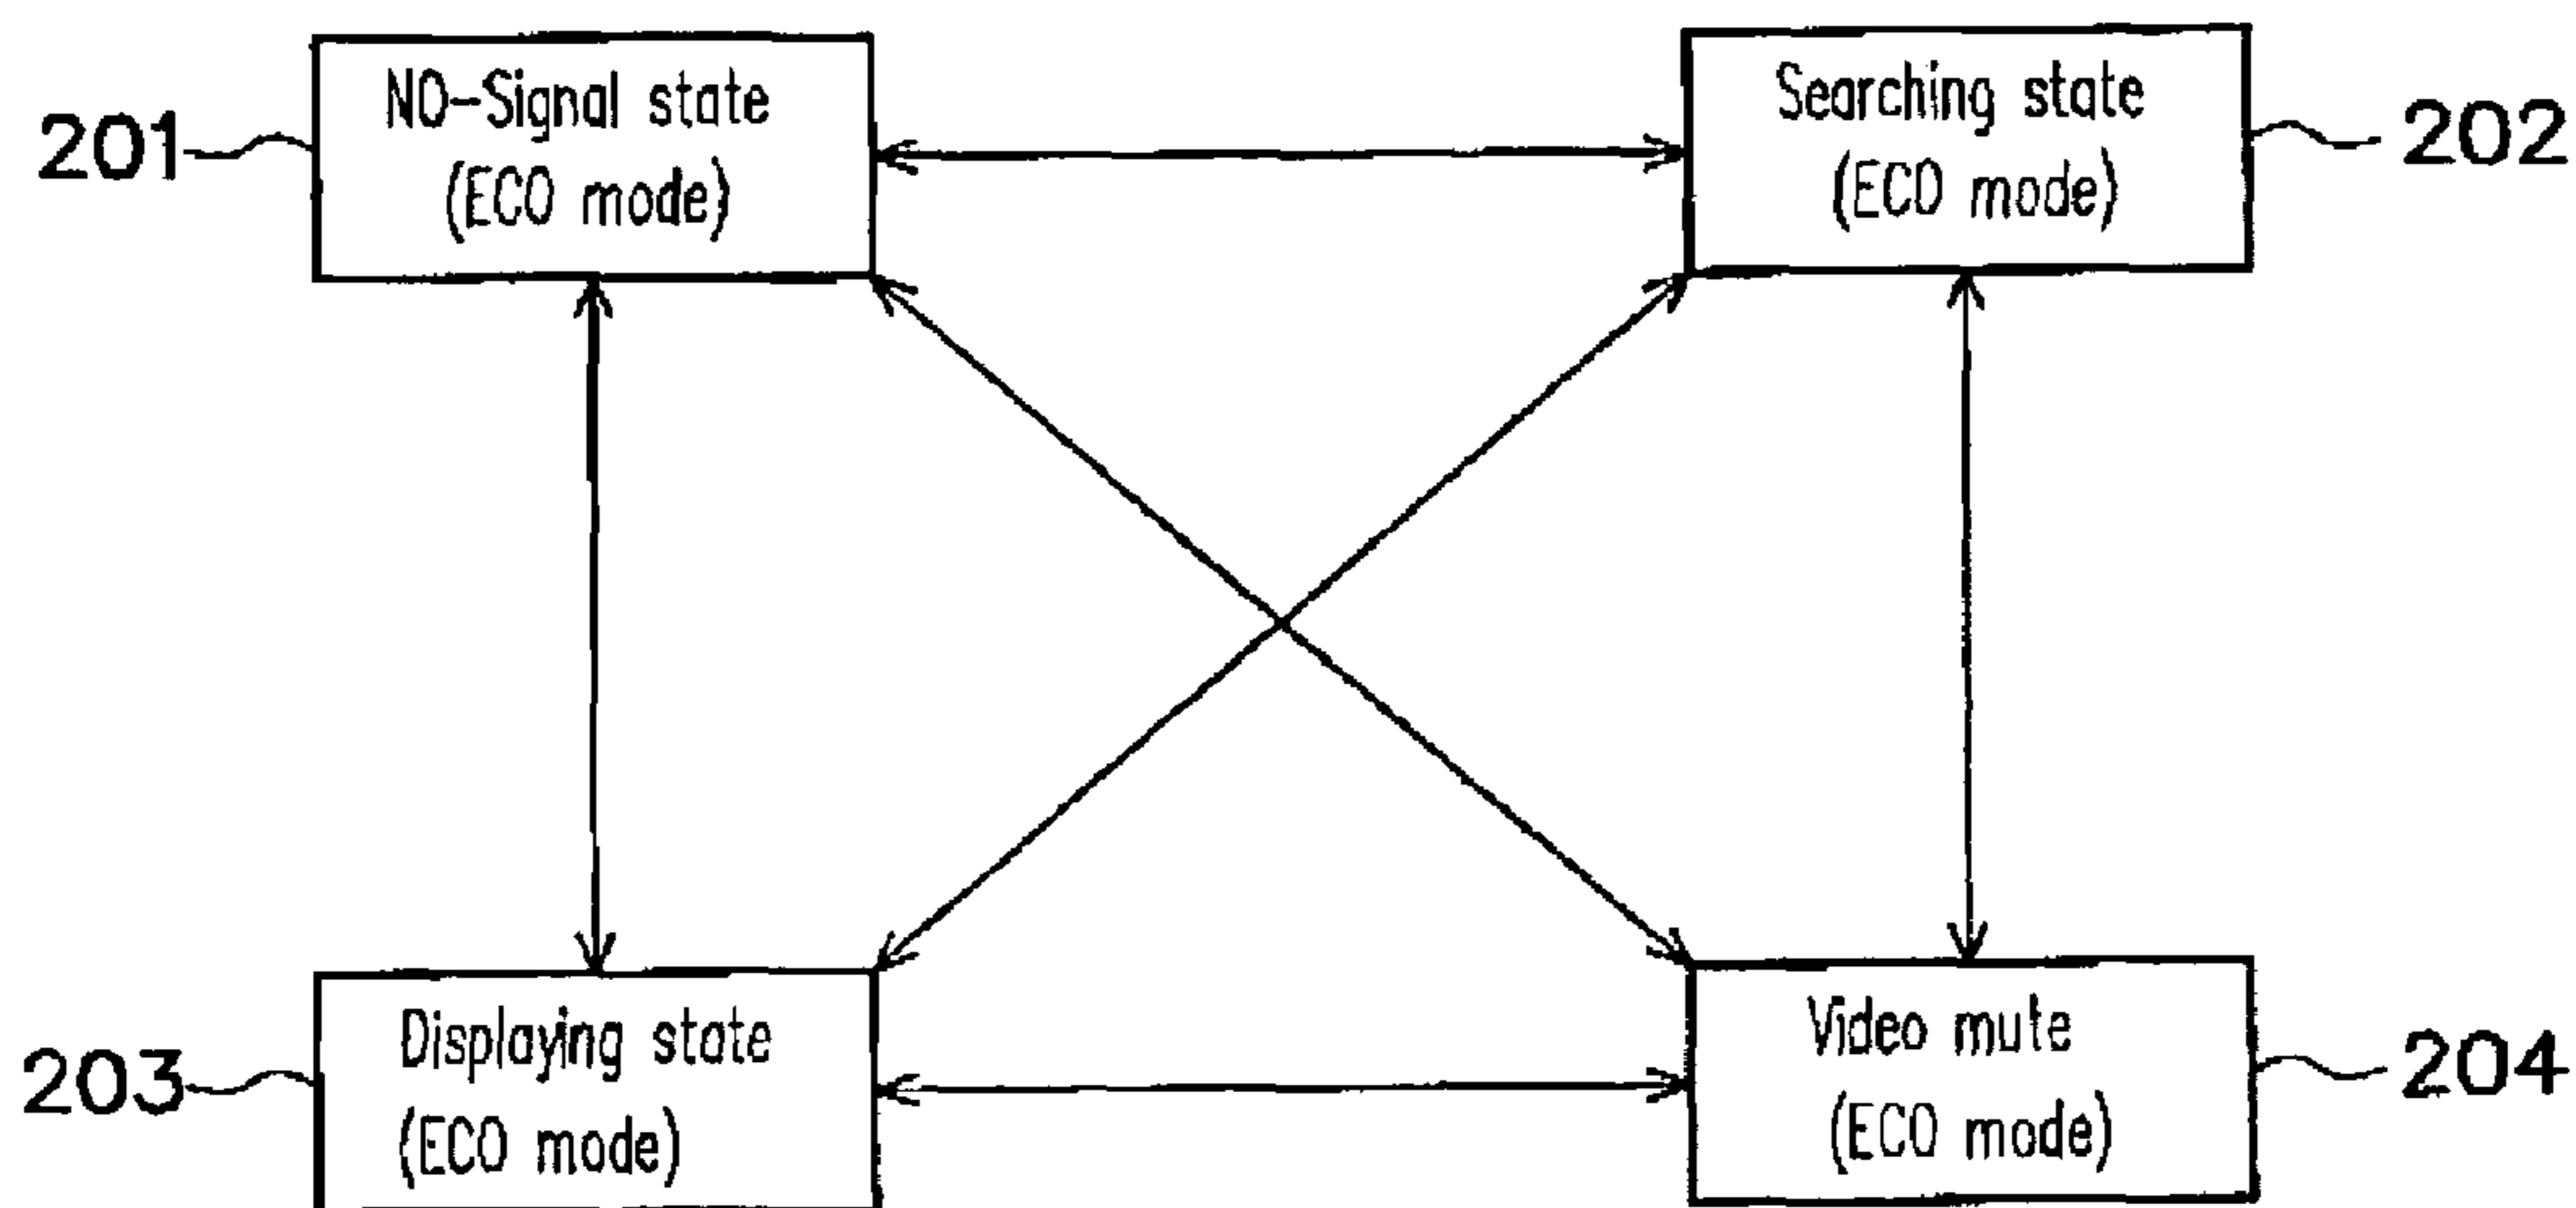 201
NO-Signal state
(ECO mode)
Searching state
(ECO mode)
202
203
Displaying state
(ECO mode)
Video mute
(ECO mode)
204